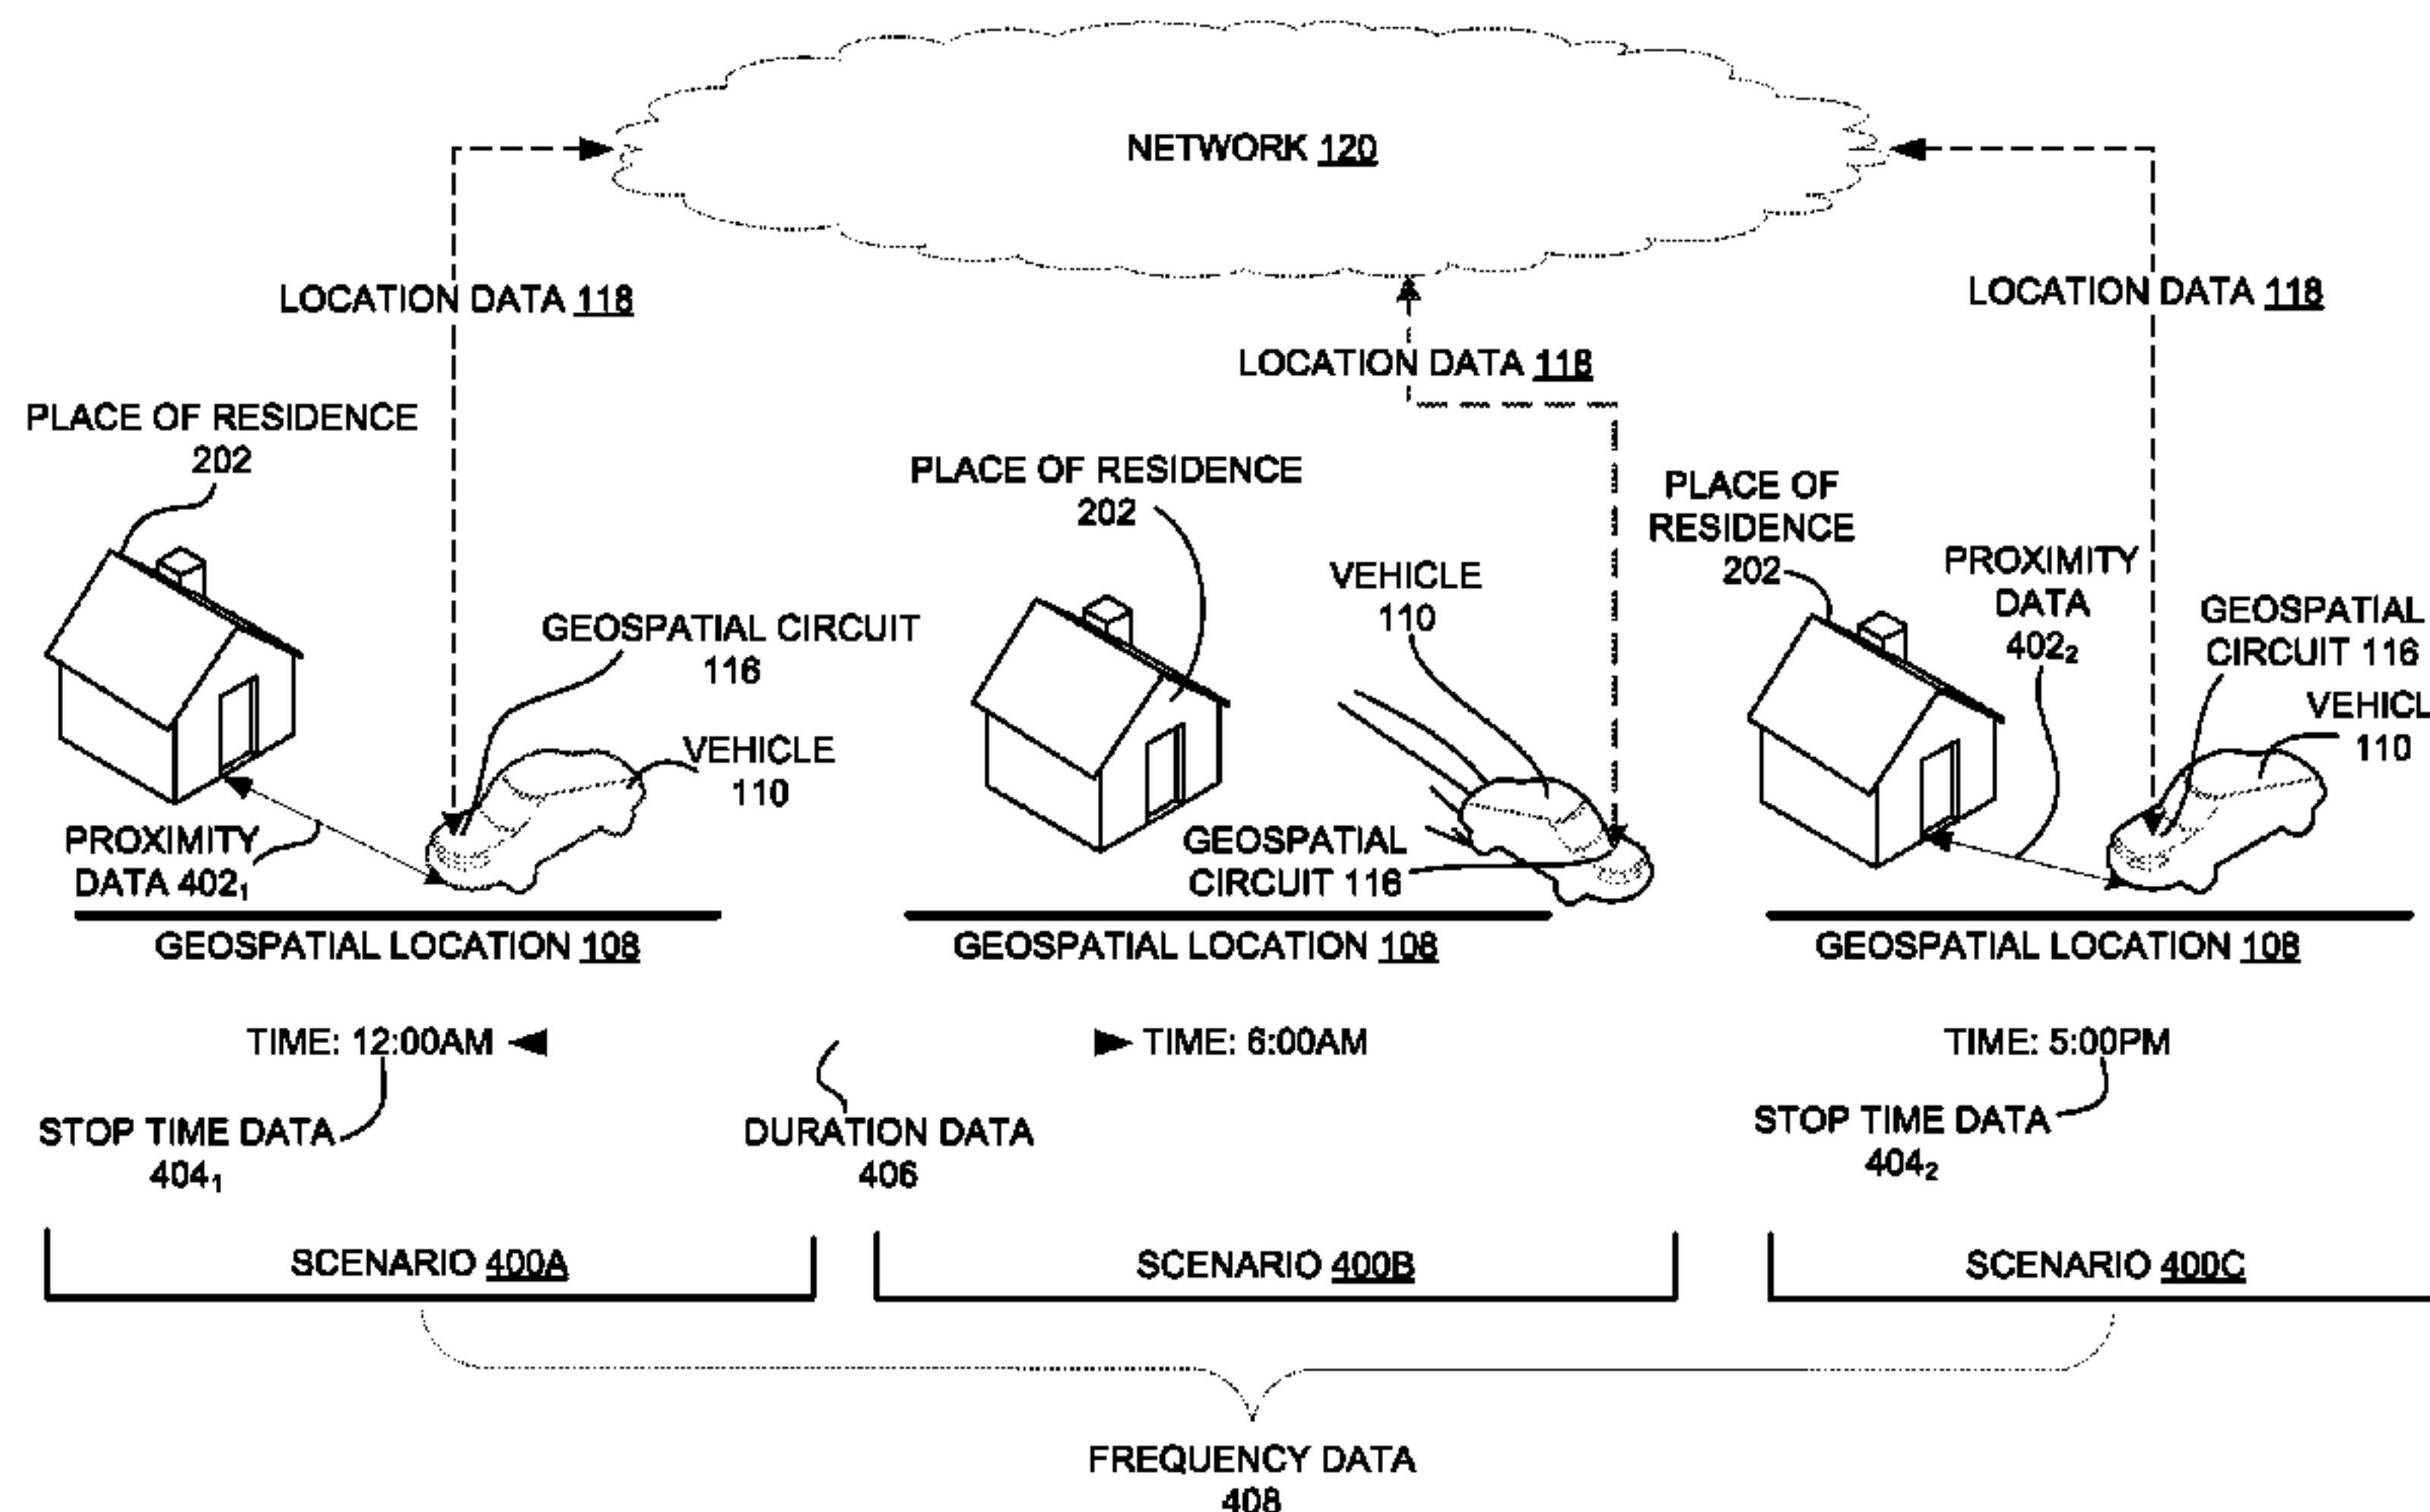 NETWORK 120
LOCATION DATA 118
LOCATION DATA 118
LOCATION DATA 118
PLACE OF RESIDENCE
202
GEOSPATIAL CIRCUIT
116
VEHICLE
110
PROXIMITY
DATA 402₁
GEOSPATIAL LOCATION 108
PLACE OF RESIDENCE
202
VEHICLE
110
GEOSPATIAL
CIRCUIT 116
GEOSPATIAL LOCATION 108
PLACE OF
RESIDENCE
202
PROXIMITY
DATA
402₂
GEOSPATIAL
CIRCUIT 116
VEHICL
110
GEOSPATIAL LOCATION 108
TIME: 12:00AM
TIME: 6:00AM
TIME: 5:00PM
STOP TIME DATA
404₁
DURATION DATA
406
STOP TIME DATA
404₂
SCENARIO 400A
SCENARIO 400B
SCENARIO 400C
FREQUENCY DATA
408